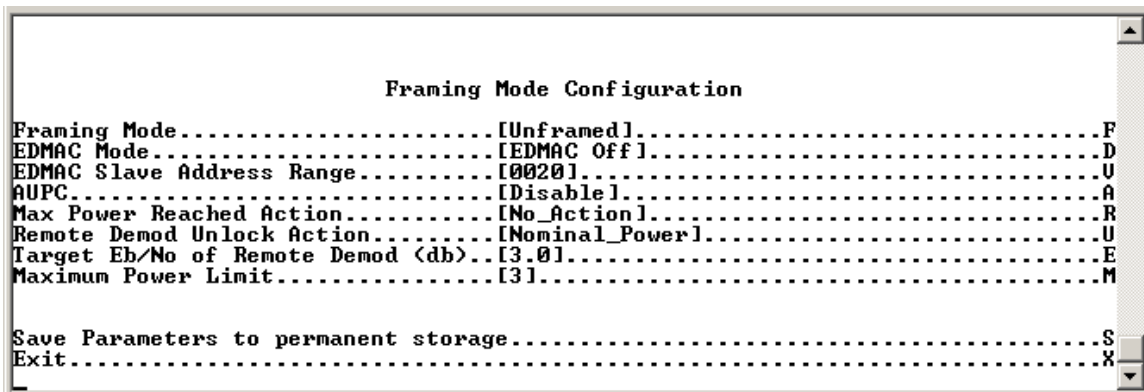 Framing Mode Configuration
Framing Mode.......................[Unframed]..................................F
EDMAC Mode.........................[EDMAC Off].................................D
EDMAC Slave Address Range..........[0020]......................................V
AUPC...............................[Disable]...................................A
Max Power Reached Action...........[No_Action].................................R
Remote Demod Unlock Action.........[Nominal_Power].............................U
Target Eb/No of Remote Demod (db)..[3.0].......................................E
Maximum Power Limit................[3].........................................M
Save Parameters to permanent storage...........................................S
Exit...........................................................................X